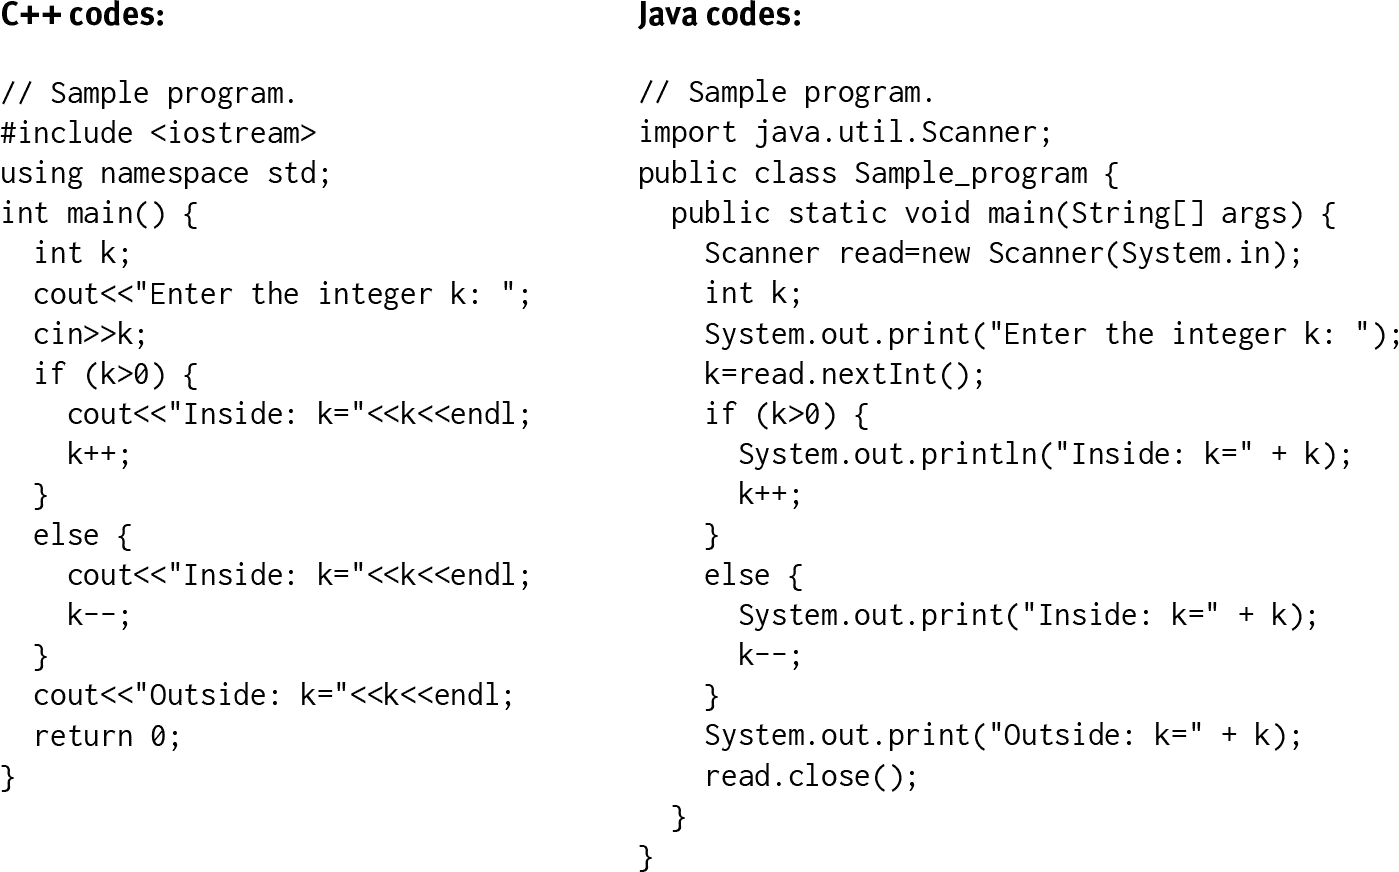 C++ codes:
// Sample program.
#include <iostream>
using namespace std;
int main() {
  int k;
  cout<<"Enter the integer k: ";
  cin>>k;
  if (k>0) {
    cout<<"Inside: k="<<k<<endl;
    k++;
  }
  else {
    cout<<"Inside: k="<<k<<endl;
    k--;
  }
  cout<<"Outside: k="<<k<<endl;
  return 0;
}
Java codes:
// Sample program.
import java.util.Scanner;
public class Sample_program {
  public static void main(String[] args) {
    Scanner read=new Scanner(System.in);
    int k;
    System.out.print("Enter the integer k: ");
    k=read.nextInt();
    if (k>0) {
      System.out.println("Inside: k=" + k);
      k++;
    }
    else {
      System.out.print("Inside: k=" + k);
      k--;
    }
    System.out.print("Outside: k=" + k);
    read.close();
  }
}